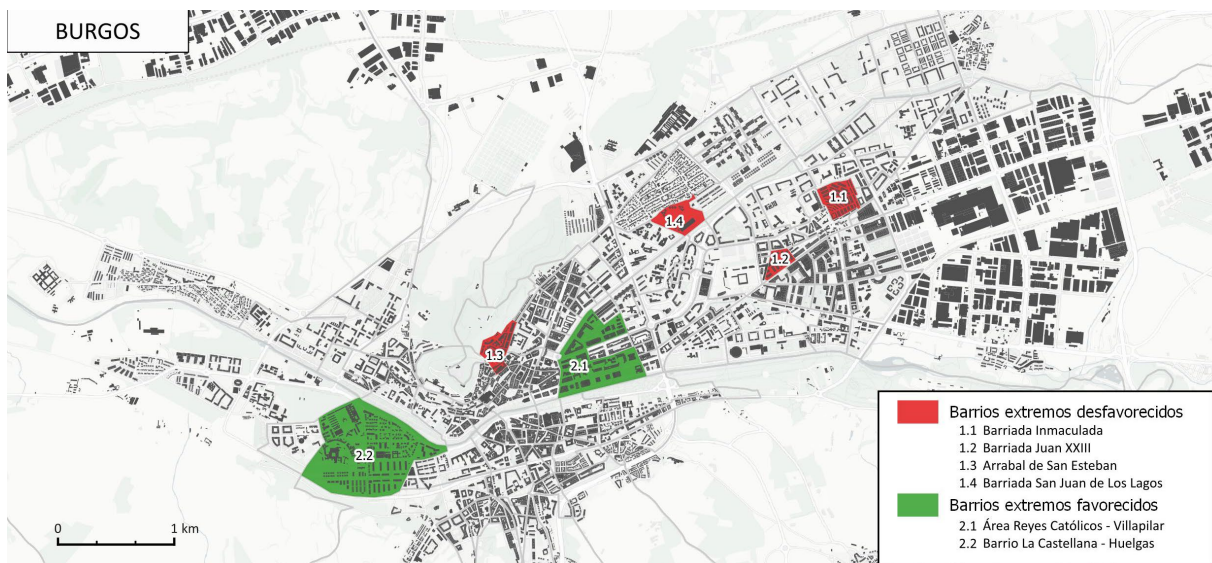 BURGOS
1.1
1.4
1.2
1.3
2.1
2.2
0 1 km
Barrios extremos desfavorecidos
1.1 Barriada Inmaculada
1.2 Barriada Juan XXIII
1.3 Arrabal de San Esteban
1.4 Barriada San Juan de Los Lagos
Barrios extremos favorecidos
2.1 Área Reyes Católicos - Villapilar
2.2 Barrio La Castellana - Huelgas